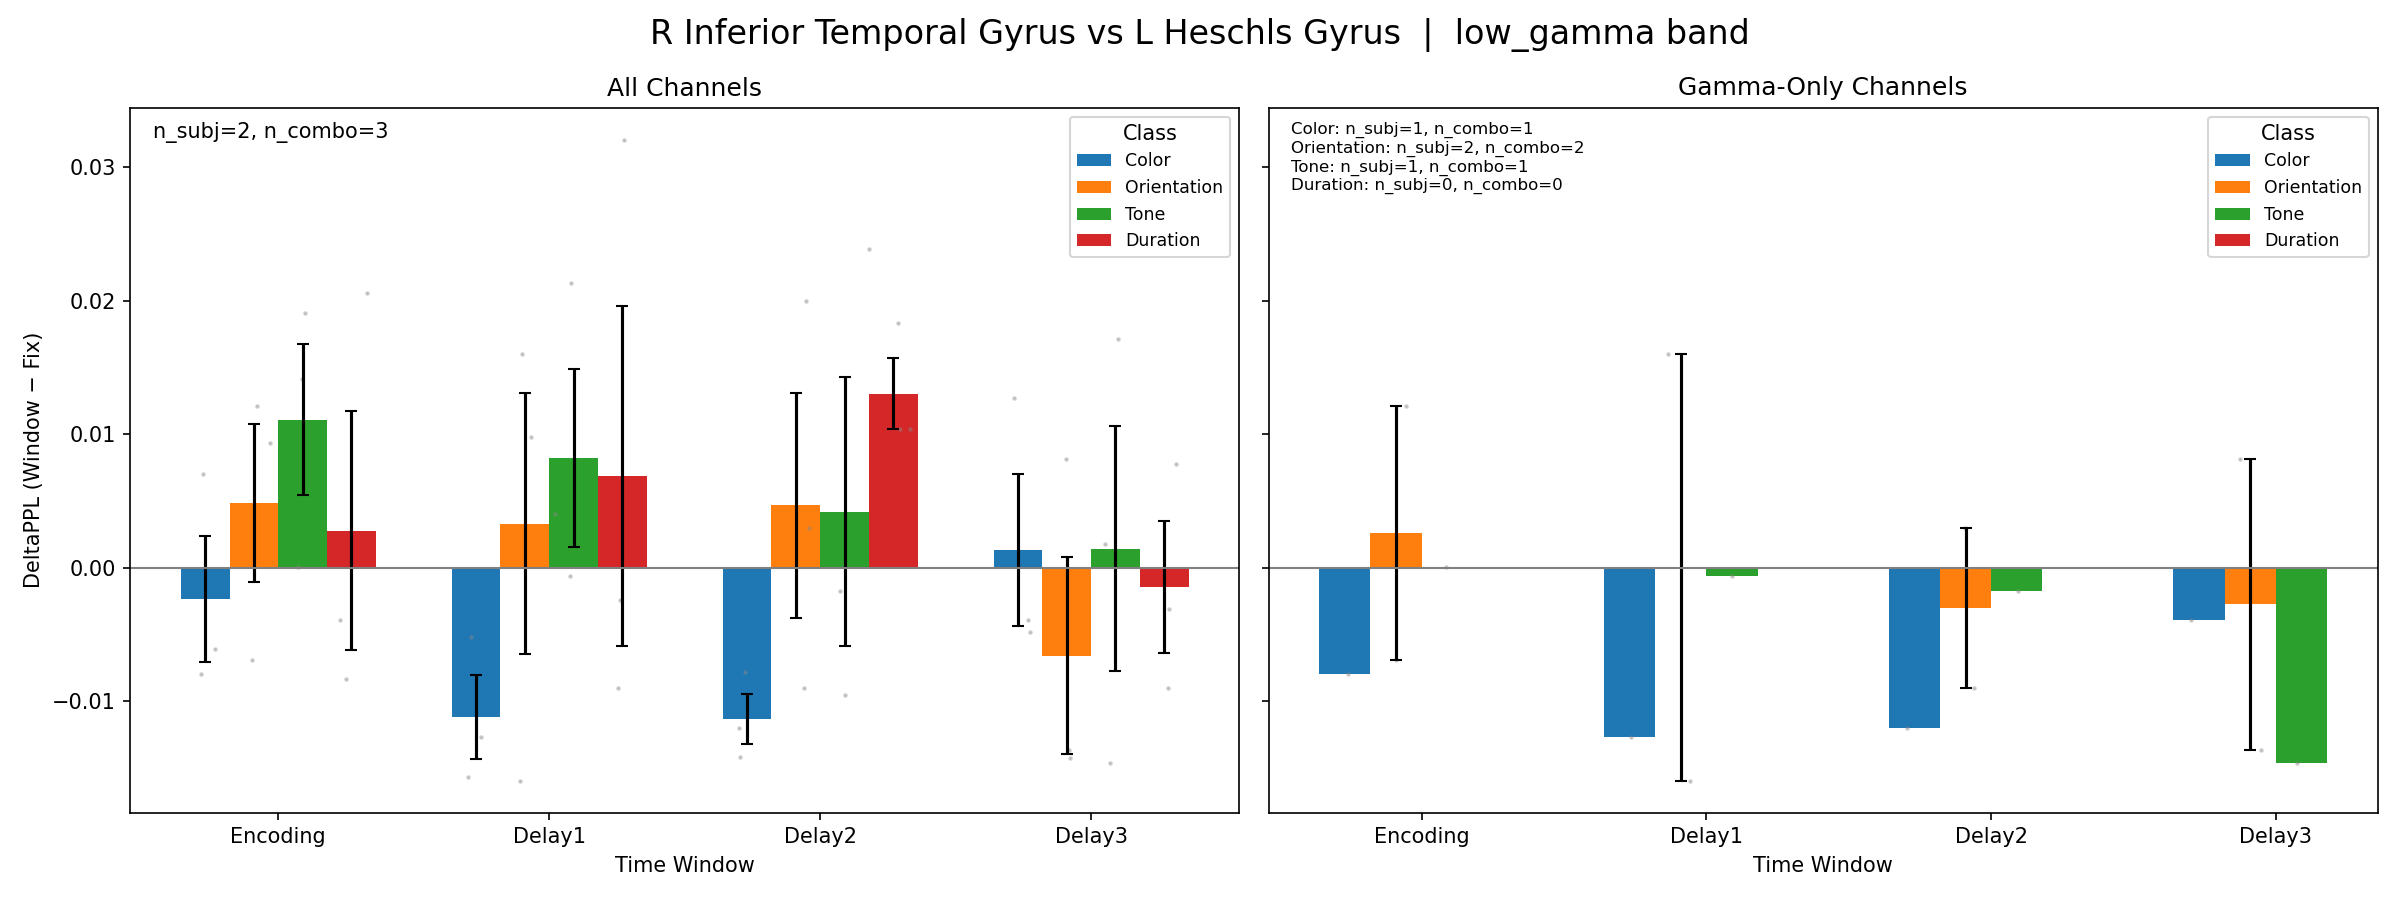 R Inferior Temporal Gyrus vs L Heschls Gyrus | low_gamma band
All Channels
n_subj=2, n_combo=3
Class
Color
Orientation
Tone
Duration
DeltaPPL (Window − Fix)
0.03
0.02
0.01
0.00
−0.01
Encoding
Delay1
Delay2
Delay3
Time Window
Gamma-Only Channels
Color: n_subj=1, n_combo=1
Orientation: n_subj=2, n_combo=2
Tone: n_subj=1, n_combo=1
Duration: n_subj=0, n_combo=0
Class
Color
Orientation
Tone
Duration
Encoding
Delay1
Delay2
Delay3
Time Window